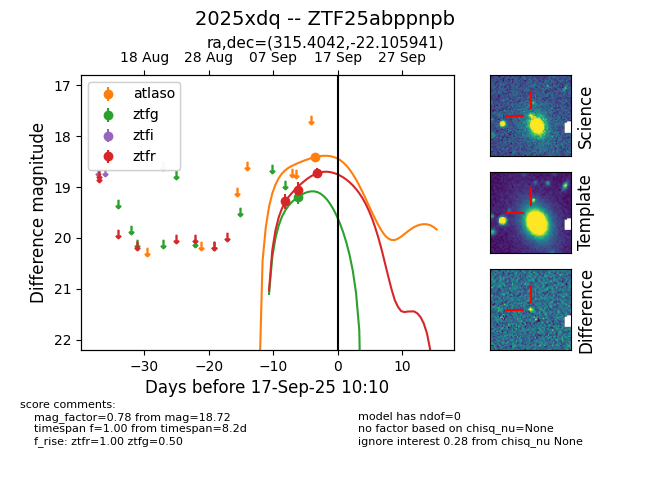 2025xdq -- ZTF25abppnpb
ra,dec=(315.4042,-22.105941)
18 Aug 28 Aug 07 Sep 17 Sep 27 Sep
17
18
19
20
21
22
Difference magnitude
atlaso
ztfg
ztfi
ztfr
−30 −20 −10 0 10
Days before 17-Sep-25 10:10
Science
Template
Difference
score comments:
mag_factor=0.78 from mag=18.72
timespan f=1.00 from timespan=8.2d
f_rise: ztfr=1.00 ztfg=0.50
model has ndof=0
no factor based on chisq_nu=None
ignore interest 0.28 from chisq_nu None